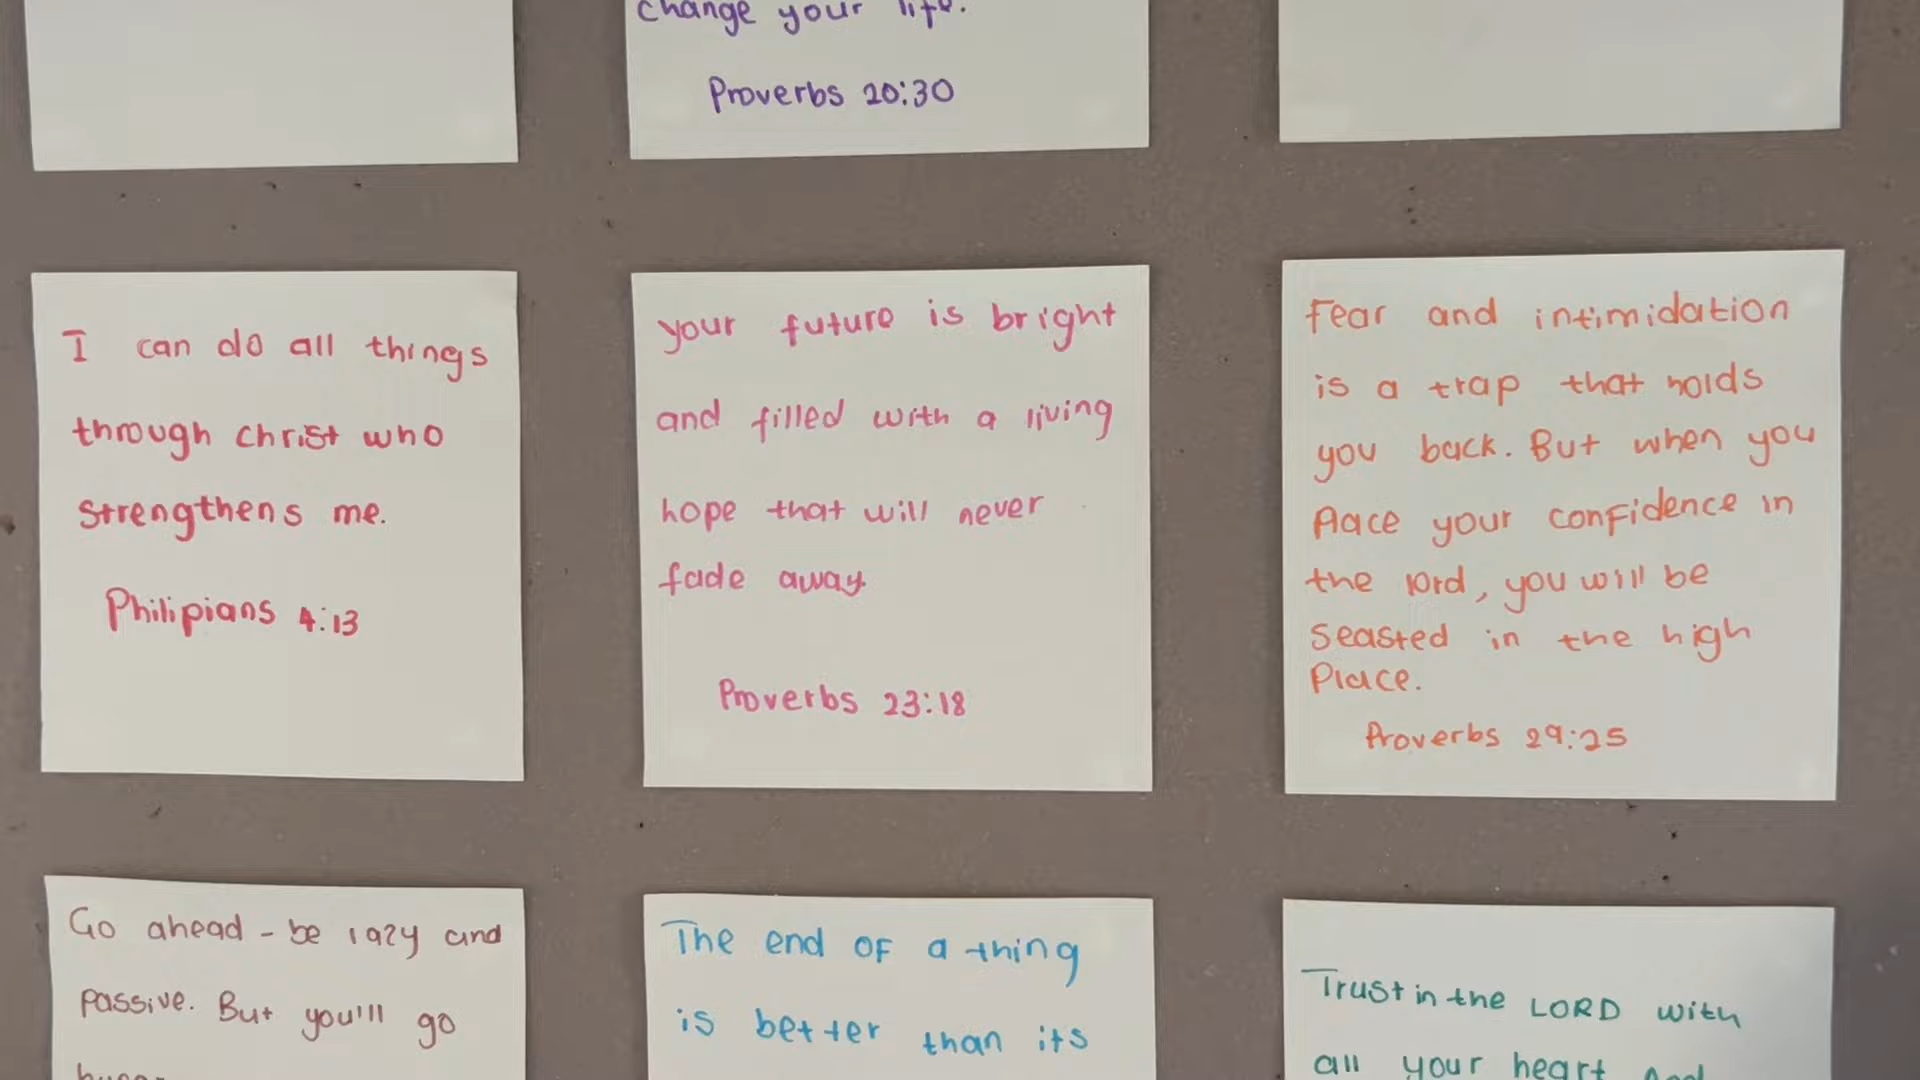 change your life.
Proverbs 20:30
I can do all things
through christ who
strengthens me.
Philipians 4:13
your future is bright
and filled with a living
hope that will never
fade away.
Proverbs 23:18
Fear and intimidation
is a trap that holds
you back. But when you
Place your confidence in
the lord, you will be
Seasted in the high
Place.
Proverbs 29:25
Go ahead - be lazy and
passive. But you'll go
The end of a thing
is better than its
Trust in the LORD with
all your heart And